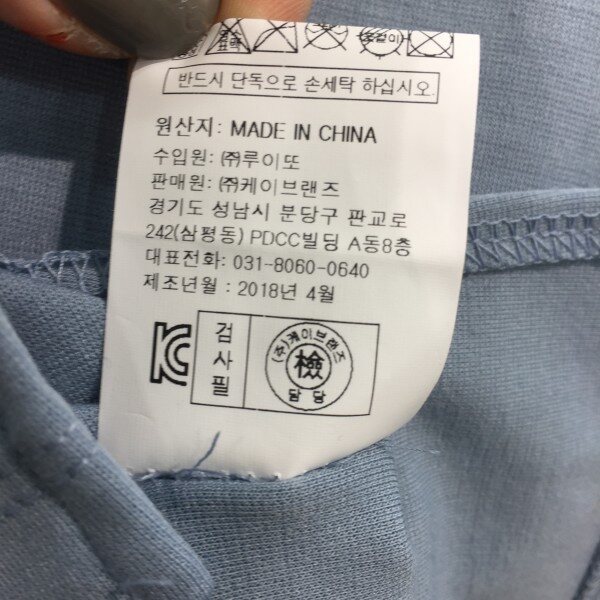 반드시 단독으로 손세탁 하십시오.
원산지: MADE IN CHINA
수입원: ㈜루이또
판매원: ㈜케이브랜즈
경기도 성남시 분당구 판교로
242(삼평동) PDCC빌딩 A동8층
대표전화: 031-8060-0640
제조년월 : 2018년 4월
검사필
(주)케이브랜즈
檢
담당